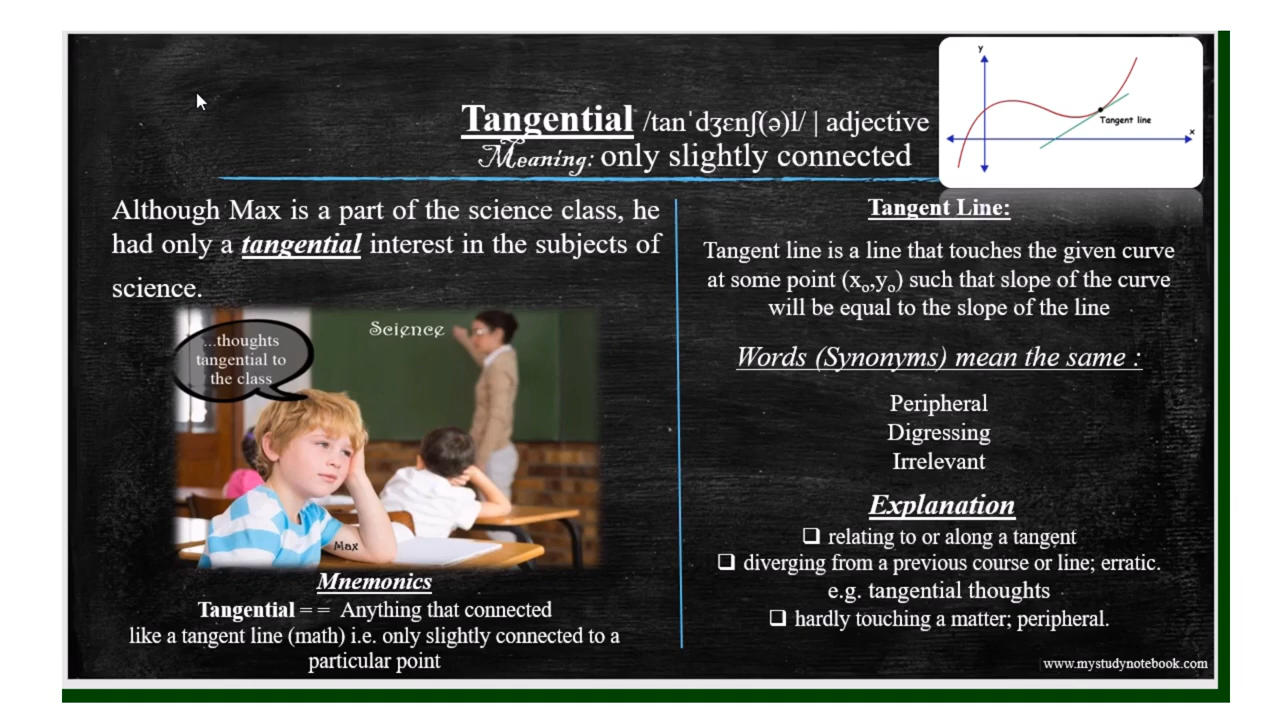 y
Tangent line
x
Tangential /tanˈdʒɛnʃ(ə)l/ | adjective
Meaning: only slightly connected
Although Max is a part of the science class, he
had only a tangential interest in the subjects of
science.
Science
...thoughts
tangential to
the class
Max
Mnemonics
Tangential = = Anything that connected
like a tangent line (math) i.e. only slightly connected to a
particular point
Tangent Line:
Tangent line is a line that touches the given curve
at some point (xₒ,yₒ) such that slope of the curve
will be equal to the slope of the line
Words (Synonyms) mean the same :
Peripheral
Digressing
Irrelevant
Explanation
❑ relating to or along a tangent
❑ diverging from a previous course or line; erratic.
e.g. tangential thoughts
❑ hardly touching a matter; peripheral.
www.mystudynotebook.com